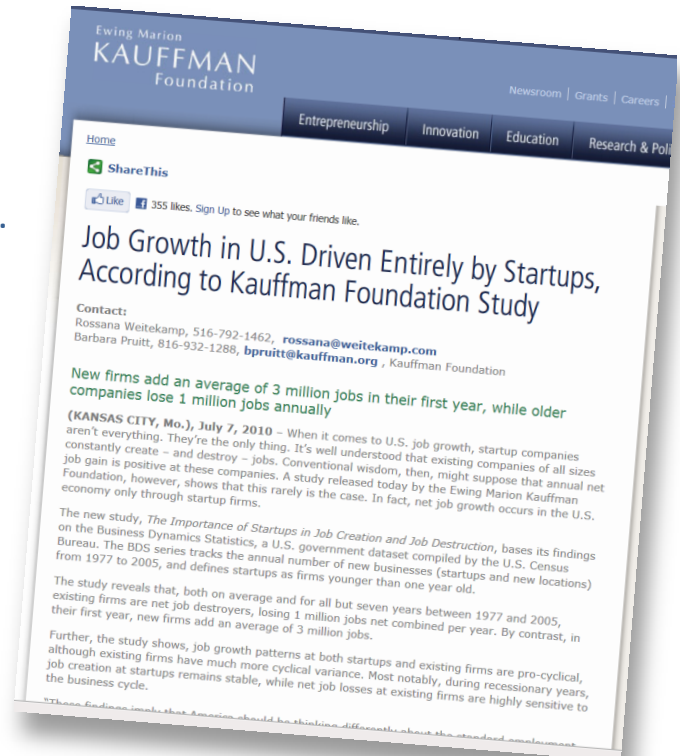 Ewing Marion
KAUFFMAN
Foundation
Newsroom | Grants | Careers |
Entrepreneurship Innovation Education Research & Poli
Home
ShareThis
Like 355 likes. Sign Up to see what your friends like.
Job Growth in U.S. Driven Entirely by Startups,
According to Kauffman Foundation Study
Contact:
Rossana Weitekamp, 516-792-1462, rossana@weitekamp.com
Barbara Pruitt, 816-932-1288, bpruitt@kauffman.org , Kauffman Foundation
New firms add an average of 3 million jobs in their first year, while older
companies lose 1 million jobs annually
(KANSAS CITY, Mo.), July 7, 2010 – When it comes to U.S. job growth, startup companies
aren't everything. They're the only thing. It's well understood that existing companies of all sizes
constantly create – and destroy – jobs. Conventional wisdom, then, might suppose that annual net
job gain is positive at these companies. A study released today by the Ewing Marion Kauffman
Foundation, however, shows that this rarely is the case. In fact, net job growth occurs in the U.S.
economy only through startup firms.
The new study, The Importance of Startups in Job Creation and Job Destruction, bases its findings
on the Business Dynamics Statistics, a U.S. government dataset compiled by the U.S. Census
Bureau. The BDS series tracks the annual number of new businesses (startups and new locations)
from 1977 to 2005, and defines startups as firms younger than one year old.
The study reveals that, both on average and for all but seven years between 1977 and 2005,
existing firms are net job destroyers, losing 1 million jobs net combined per year. By contrast, in
their first year, new firms add an average of 3 million jobs.
Further, the study shows, job growth patterns at both startups and existing firms are pro-cyclical,
although existing firms have much more cyclical variance. Most notably, during recessionary years,
job creation at startups remains stable, while net job losses at existing firms are highly sensitive to
the business cycle.
"These findings imply that America should be thinking differently about the standard employment